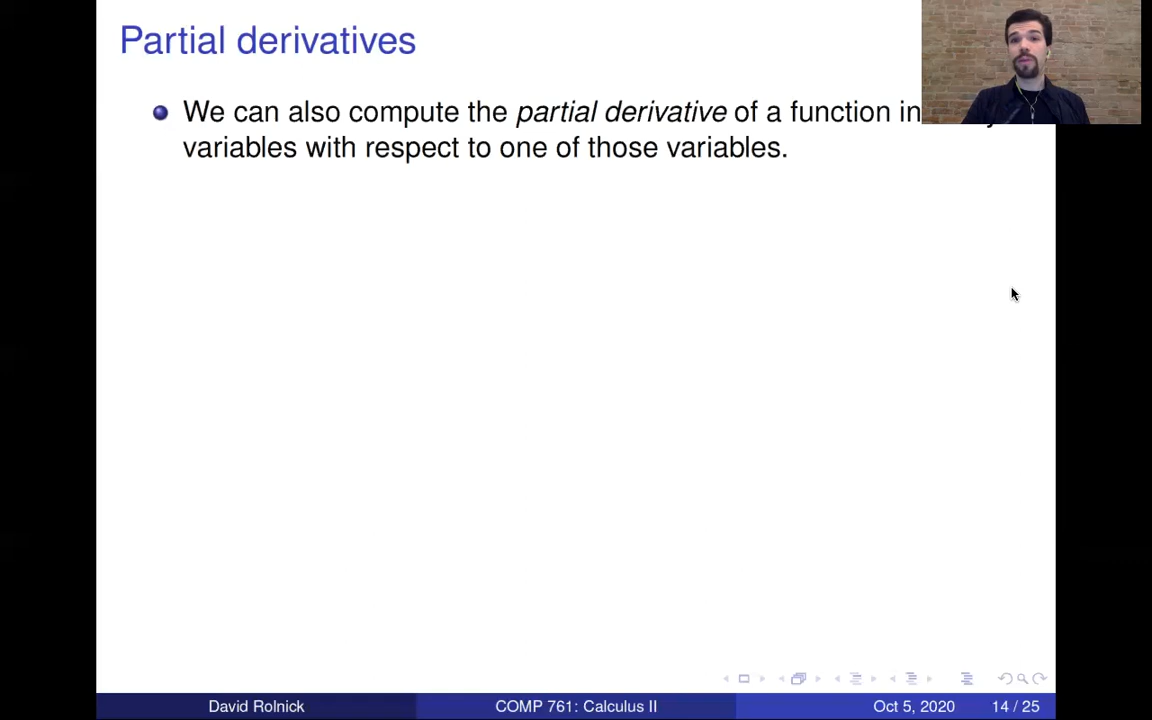 Partial derivatives
We can also compute the partial derivative of a function in
variables with respect to one of those variables.
David Rolnick COMP 761: Calculus II Oct 5, 2020 14 / 25